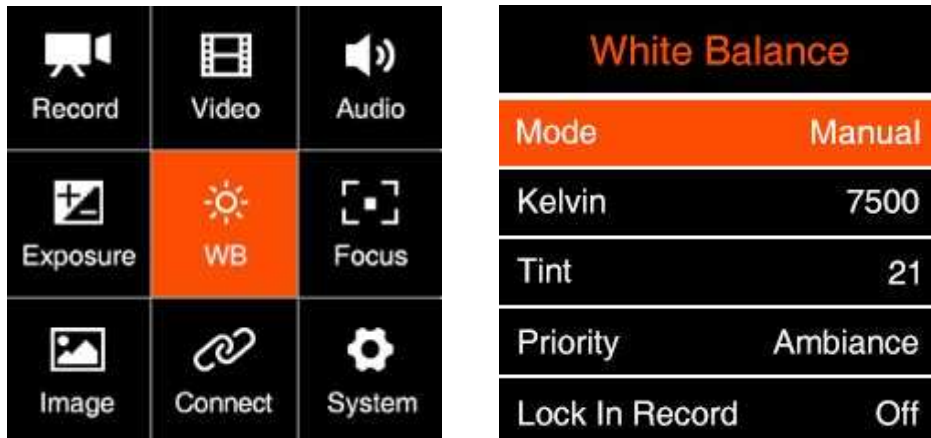 Record Video Audio
Exposure WB Focus
Image Connect System
White Balance
Mode Manual
Kelvin 7500
Tint 21
Priority Ambiance
Lock In Record Off